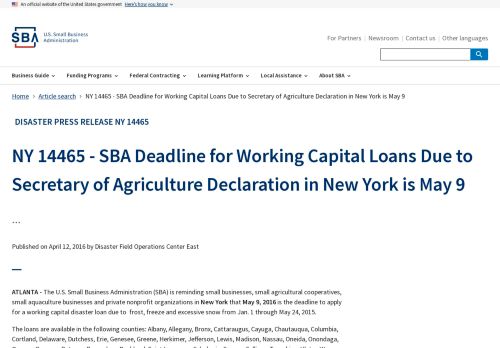 An official website of the United States government Here's how you know
SBA U.S. Small Business
Administration
For Partners Newsroom Contact us Other languages
Business Guide Funding Programs Federal Contracting Learning Platform Local Assistance About SBA
Home Article search NY 14465 - SBA Deadline for Working Capital Loans Due to Secretary of Agriculture Declaration in New York is May 9
DISASTER PRESS RELEASE NY 14465
NY 14465 - SBA Deadline for Working Capital Loans Due to
Secretary of Agriculture Declaration in New York is May 9
...
Published on April 12, 2016 by Disaster Field Operations Center East
ATLANTA - The U.S. Small Business Administration (SBA) is reminding small businesses, small agricultural cooperatives,
small aquaculture businesses and private nonprofit organizations in New York that May 9, 2016 is the deadline to apply
for a working capital disaster loan due to frost, freeze and excessive snow from Jan. 1 through May 24, 2015.
The loans are available in the following counties: Albany, Allegany, Bronx, Cattaraugus, Cayuga, Chautauqua, Columbia,
Cortland, Delaware, Dutchess, Erie, Genesee, Greene, Herkimer, Jefferson, Lewis, Madison, Nassau, Oneida, Onondaga,